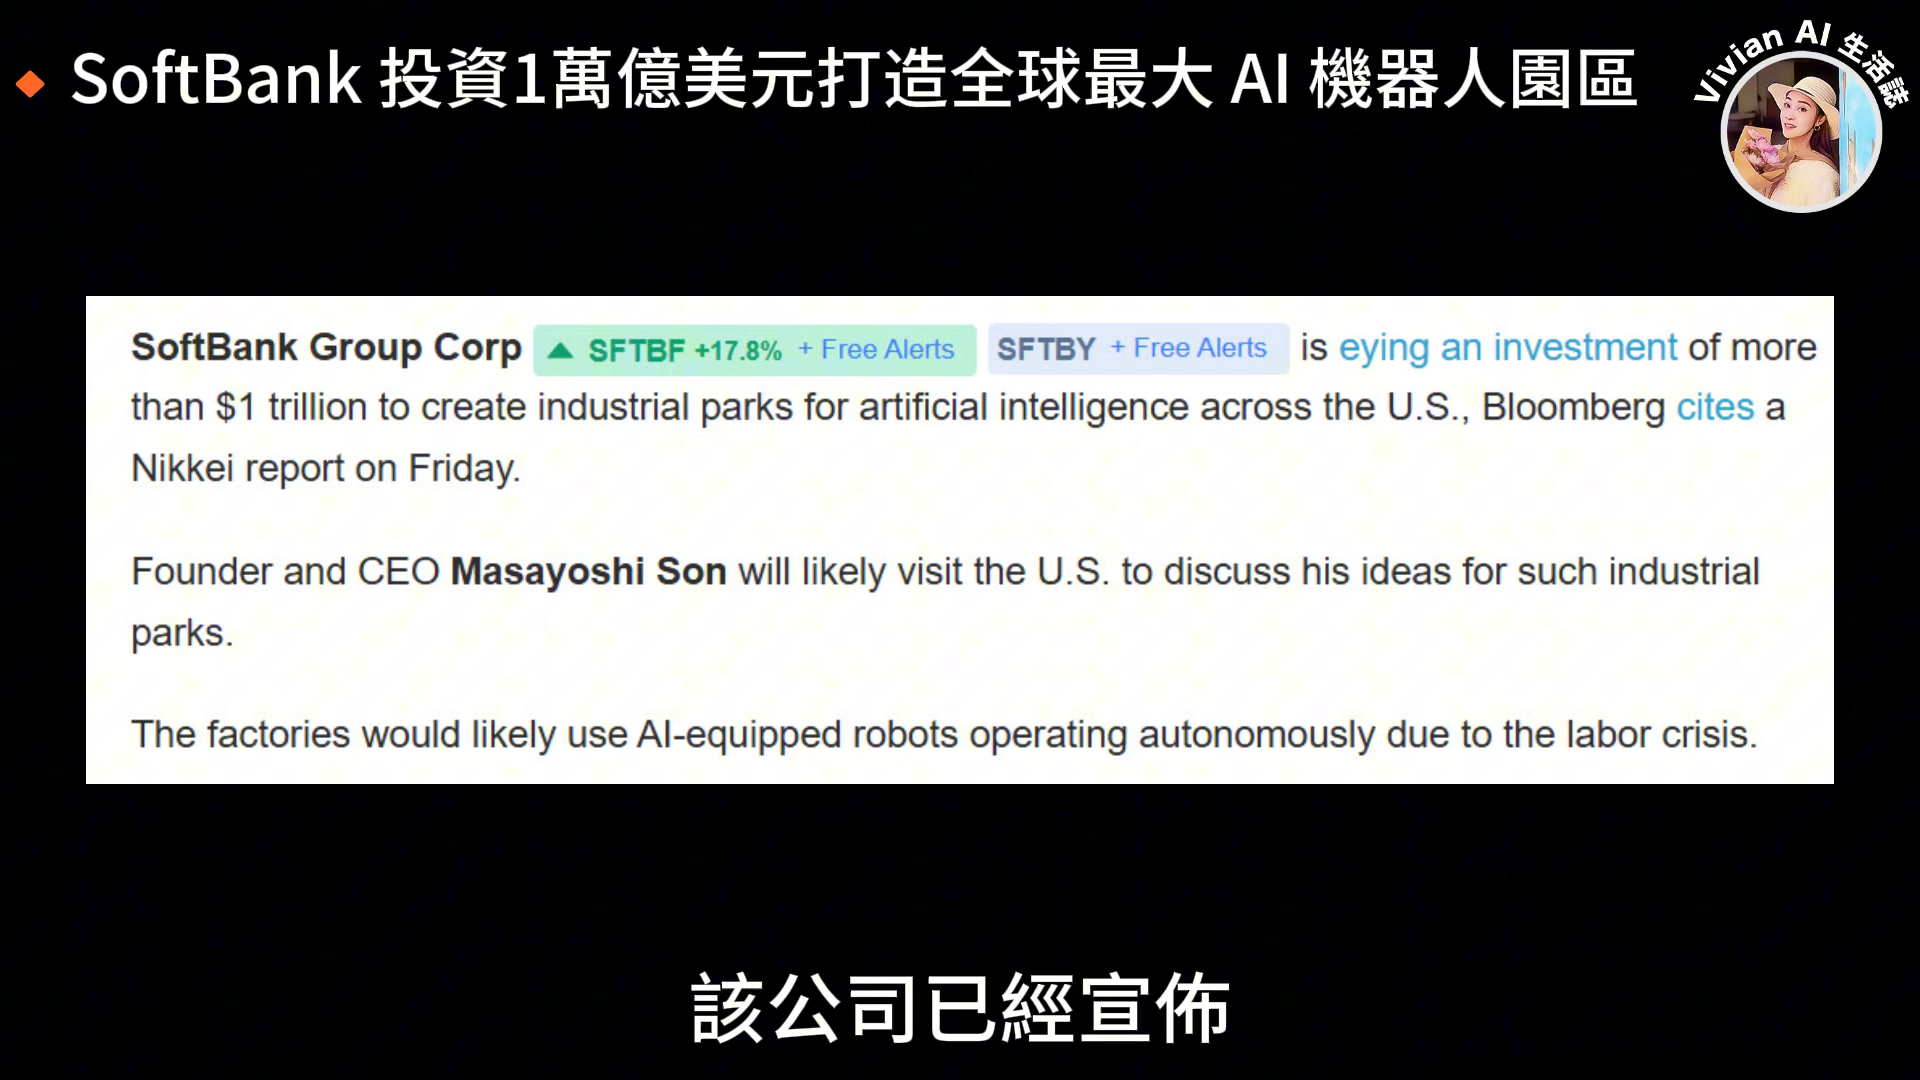 SoftBank 投資1萬億美元打造全球最大 AI 機器人園區
Vivian AI 生活誌
SoftBank Group Corp ▲ SFTBF +17.8% + Free Alerts SFTBY + Free Alerts is eying an investment of more
than $1 trillion to create industrial parks for artificial intelligence across the U.S., Bloomberg cites a
Nikkei report on Friday.
Founder and CEO Masayoshi Son will likely visit the U.S. to discuss his ideas for such industrial
parks.
The factories would likely use AI-equipped robots operating autonomously due to the labor crisis.
該公司已經宣佈